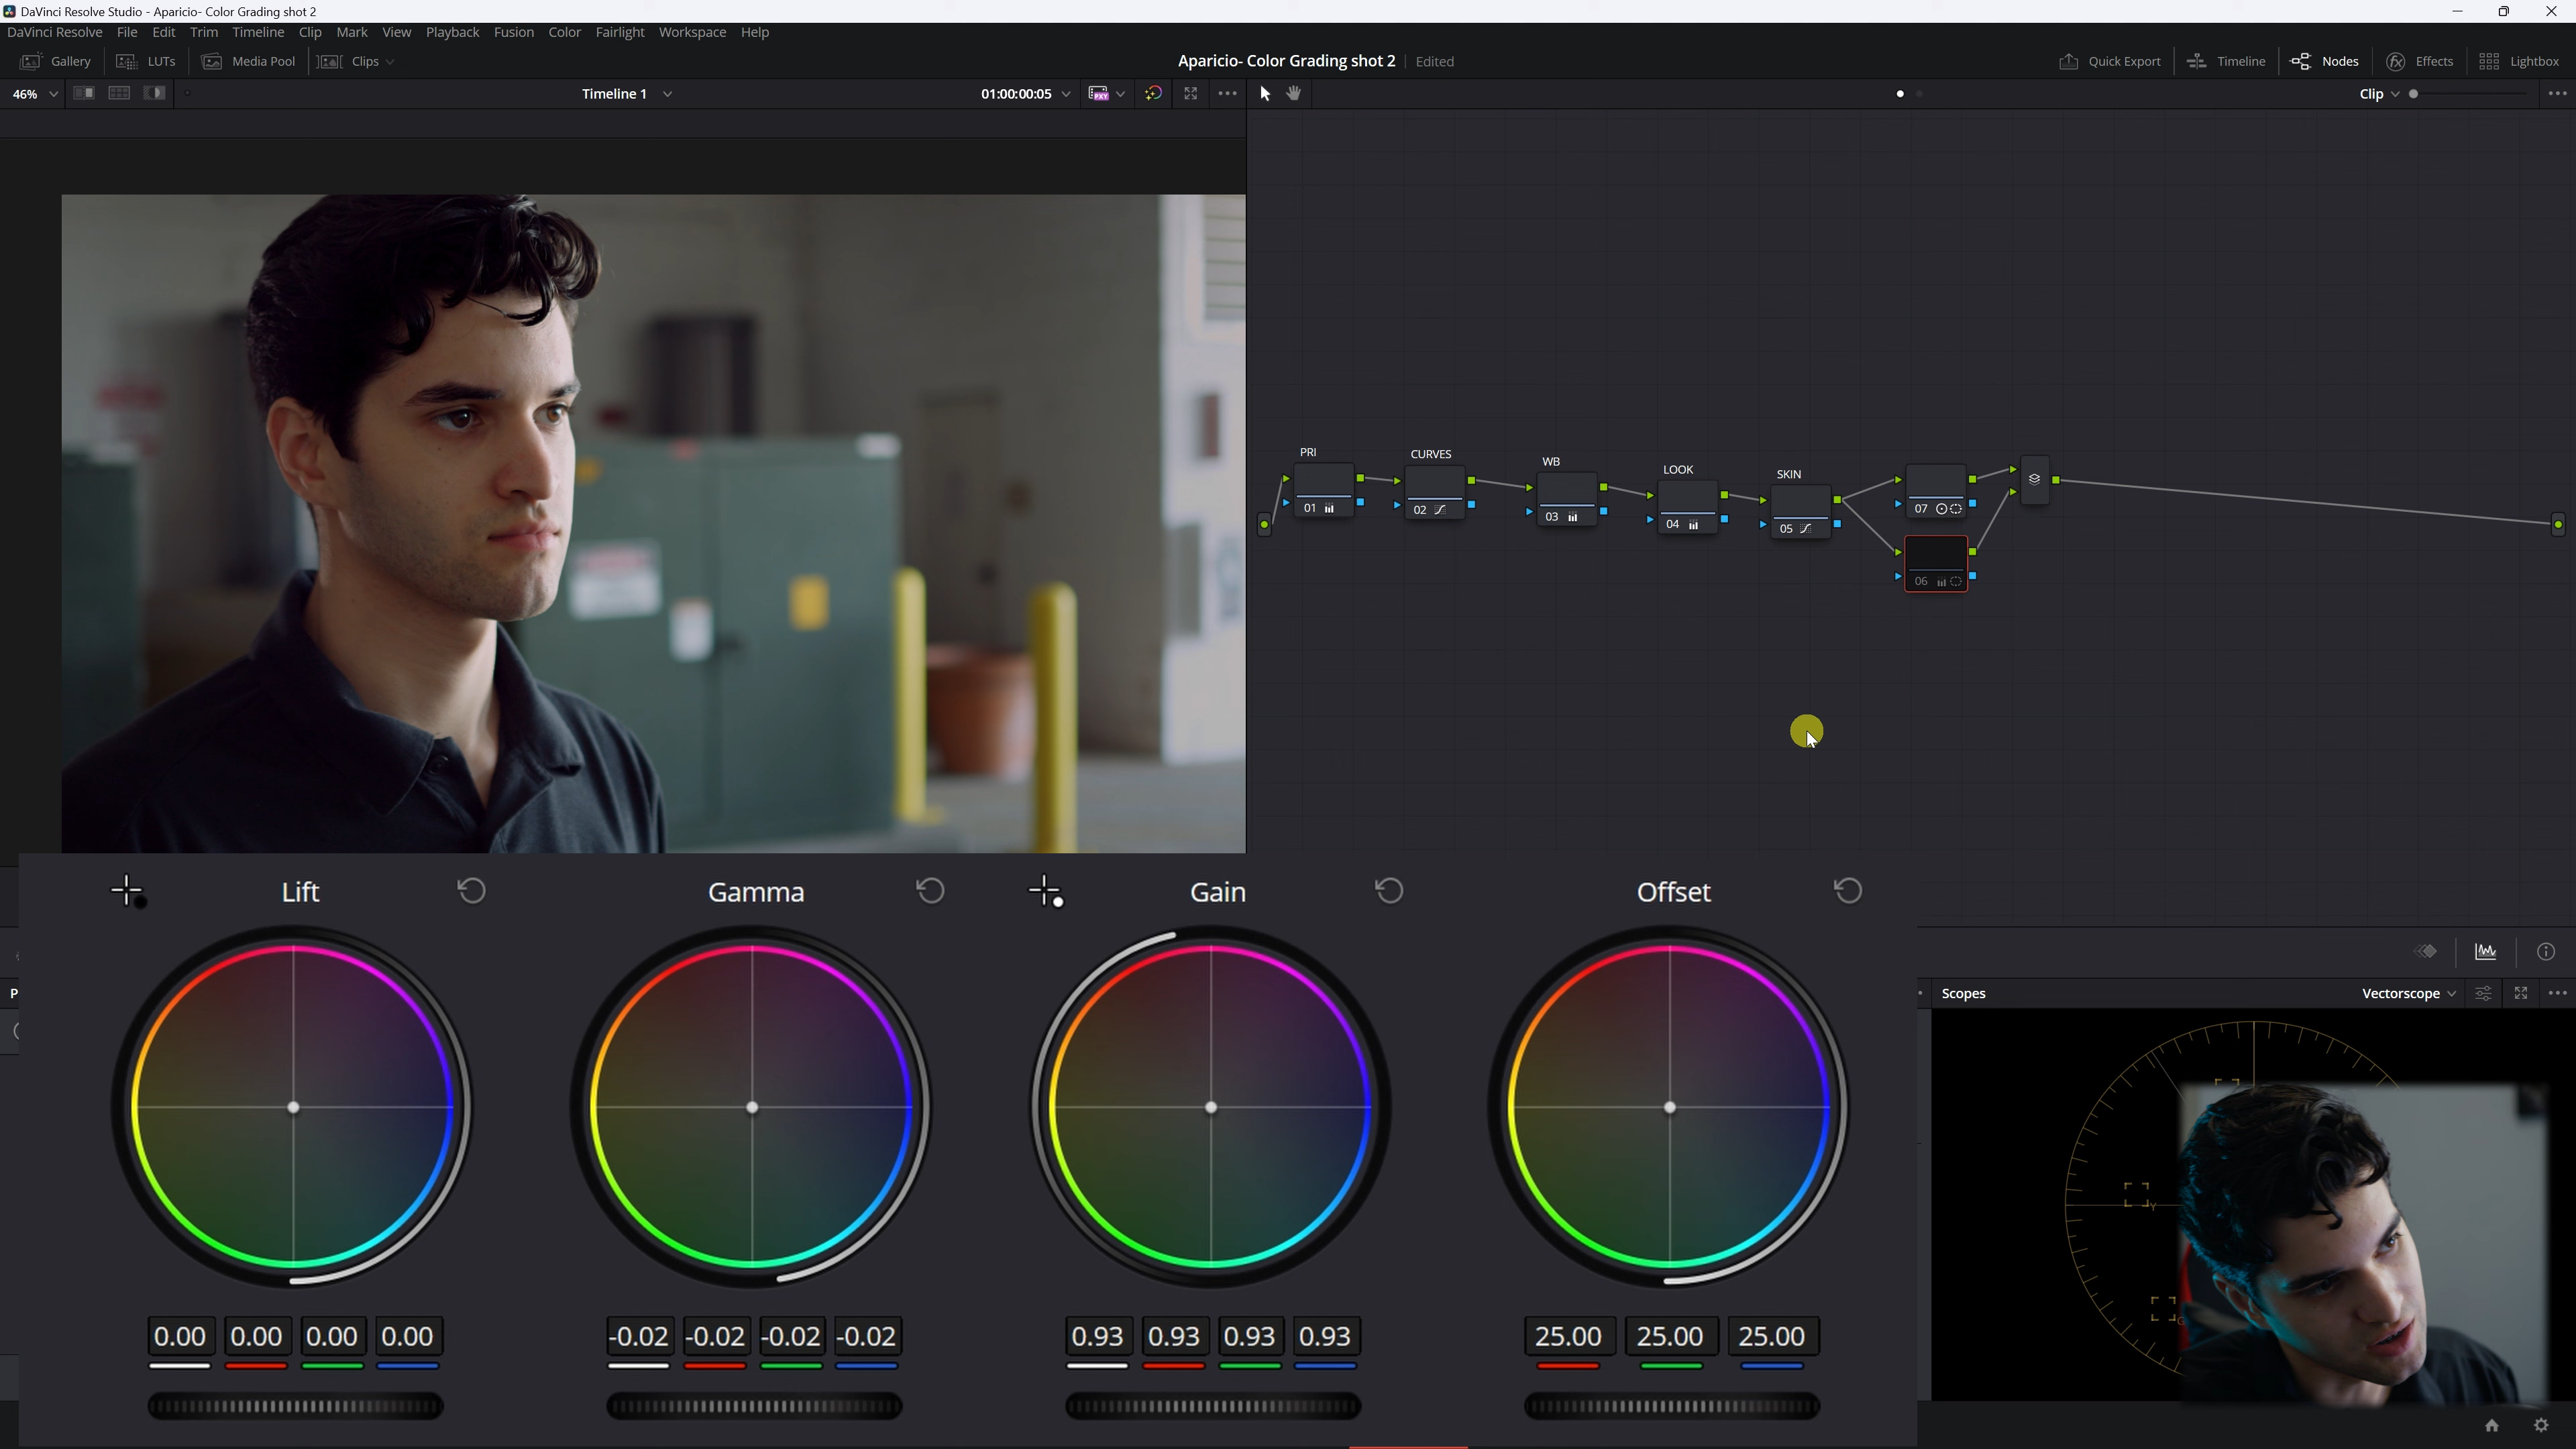 DaVinci Resolve Studio - Aparicio- Color Grading shot 2
DaVinci Resolve File Edit Trim Timeline Clip Mark View Playback Fusion Color Fairlight Workspace Help
Gallery LUTs Media Pool Clips Aparicio- Color Grading shot 2 Edited Quick Export Timeline Nodes Effects Lightbox
46% Timeline 1 01:00:00:05 PXY Clip
PRI CURVES WB LOOK SKIN
01 02 03 04 05 07
06
Lift Gamma Gain Offset
P Scopes Vectorscope
Y
0.00 0.00 0.00 0.00 -0.02 -0.02 -0.02 -0.02 0.93 0.93 0.93 0.93 25.00 25.00 25.00